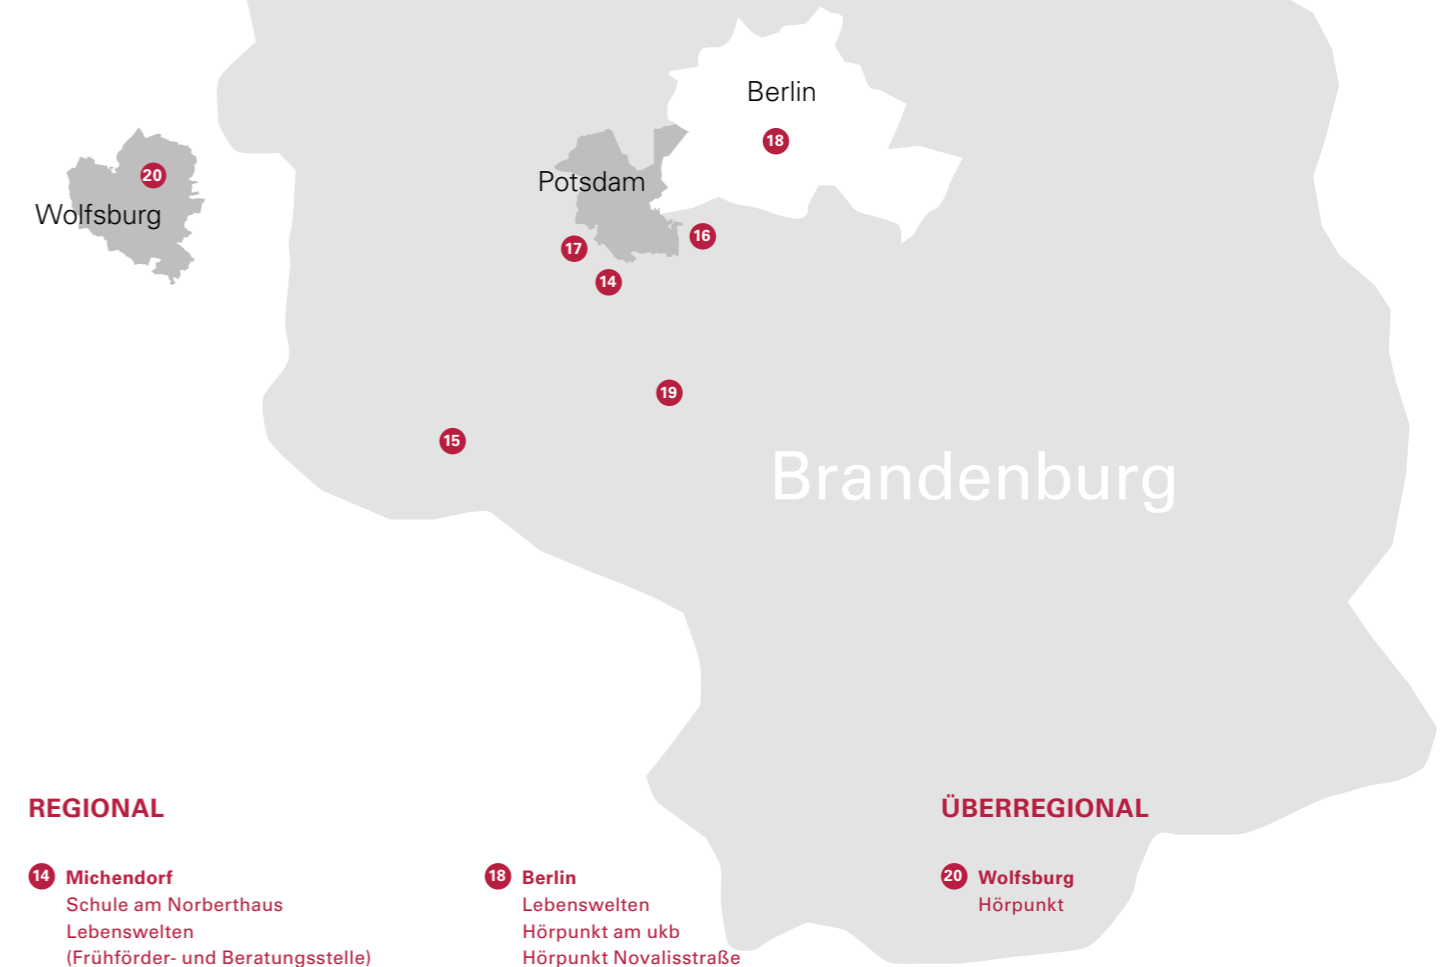 Berlin
18
20
Potsdam
Wolfsburg
16
17
14
19
15
Brandenburg
REGIONAL
14 Michendorf
Schule am Norberthaus
Lebenswelten
(Frühförder- und Beratungsstelle)
18 Berlin
Lebenswelten
Hörpunkt am ukb
Hörpunkt Novalisstraße
ÜBERREGIONAL
20 Wolfsburg
Hörpunkt